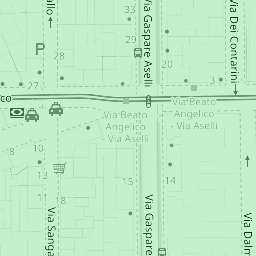 allo
Via Gaspare Aselli
Via Dei Contarini
33
29
P
28
27
20
3
co
Via Beato
Angelico
- Via Aselli
Via Beato
Angelico
- Via Aselli
8
10
13
11
18
15
14
Via Sanga
Via Gaspare
Via Dalm